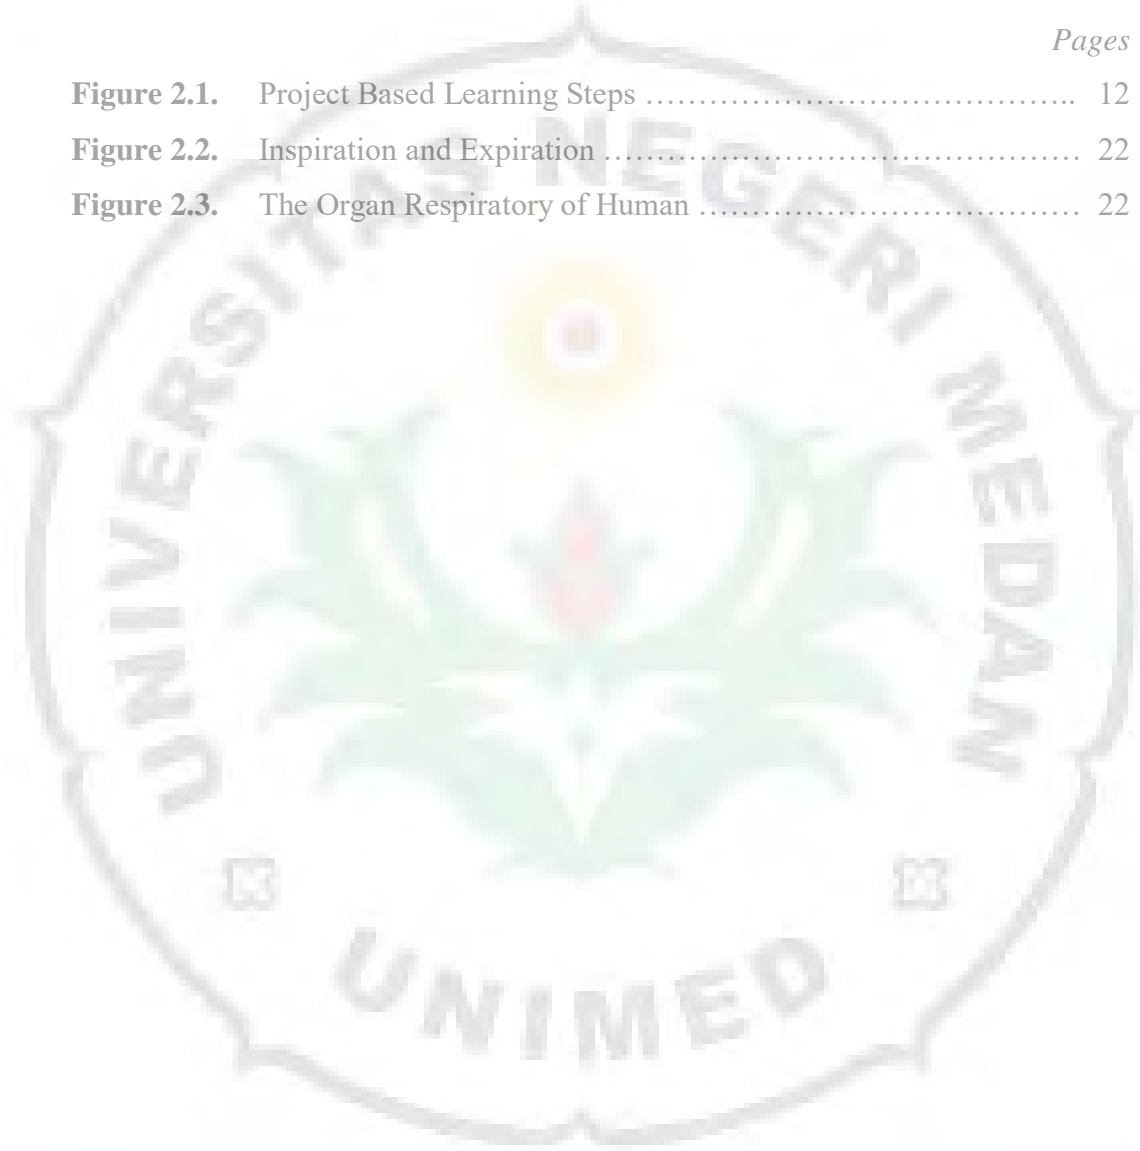 Pages
Figure 2.1. Project Based Learning Steps ………………………………….. 12
Figure 2.2. Inspiration and Expiration ……………………………………… 22
Figure 2.3. The Organ Respiratory of Human ……………………………… 22
UNIVERSITAS NEGERI MEDAN
UNIMED